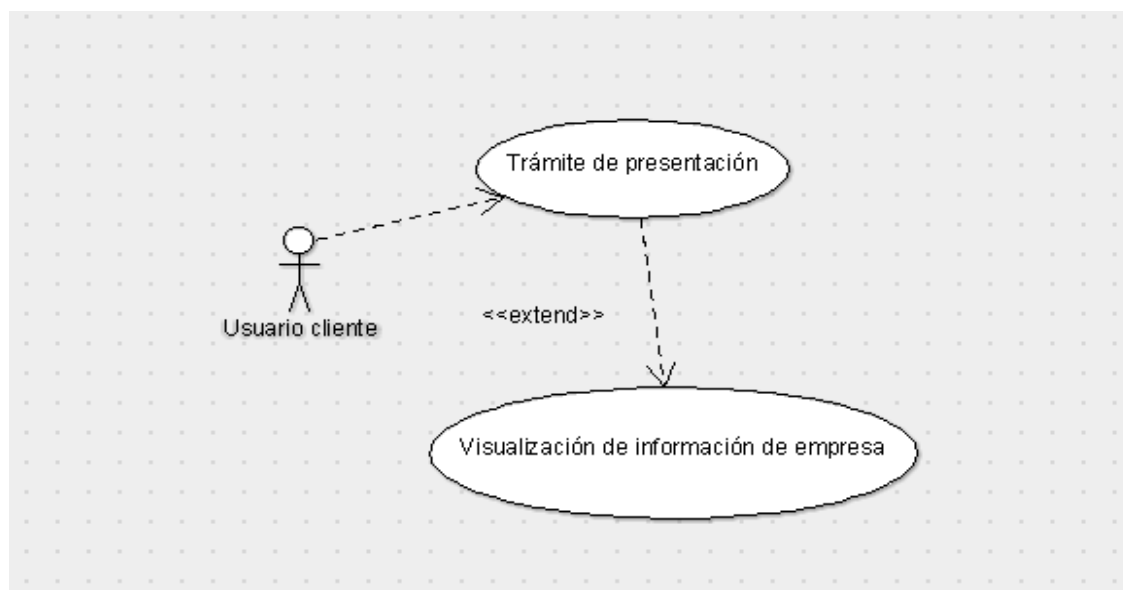 Trámite de presentación
Usuario cliente
<<extend>>
Visualización de información de empresa